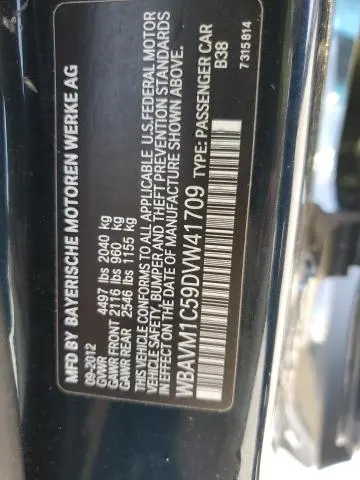 MFD BY BAYERISCHE MOTOREN WERKE AG
09-2012
GVWR 4497 lbs 2040 kg
GAWR FRONT 2116 lbs 960 kg
GAWR REAR 2546 lbs 1155 kg
THIS VEHICLE CONFORMS TO ALL APPLICABLE U.S.FEDERAL MOTOR
VEHICLE SAFETY, BUMPER AND THEFT PREVENTION STANDARDS
IN EFFECT ON THE DATE OF MANUFACTURE SHOWN ABOVE.
WBAVM1C59DVW41709 TYPE: PASSENGER CAR
B38
7 315 814